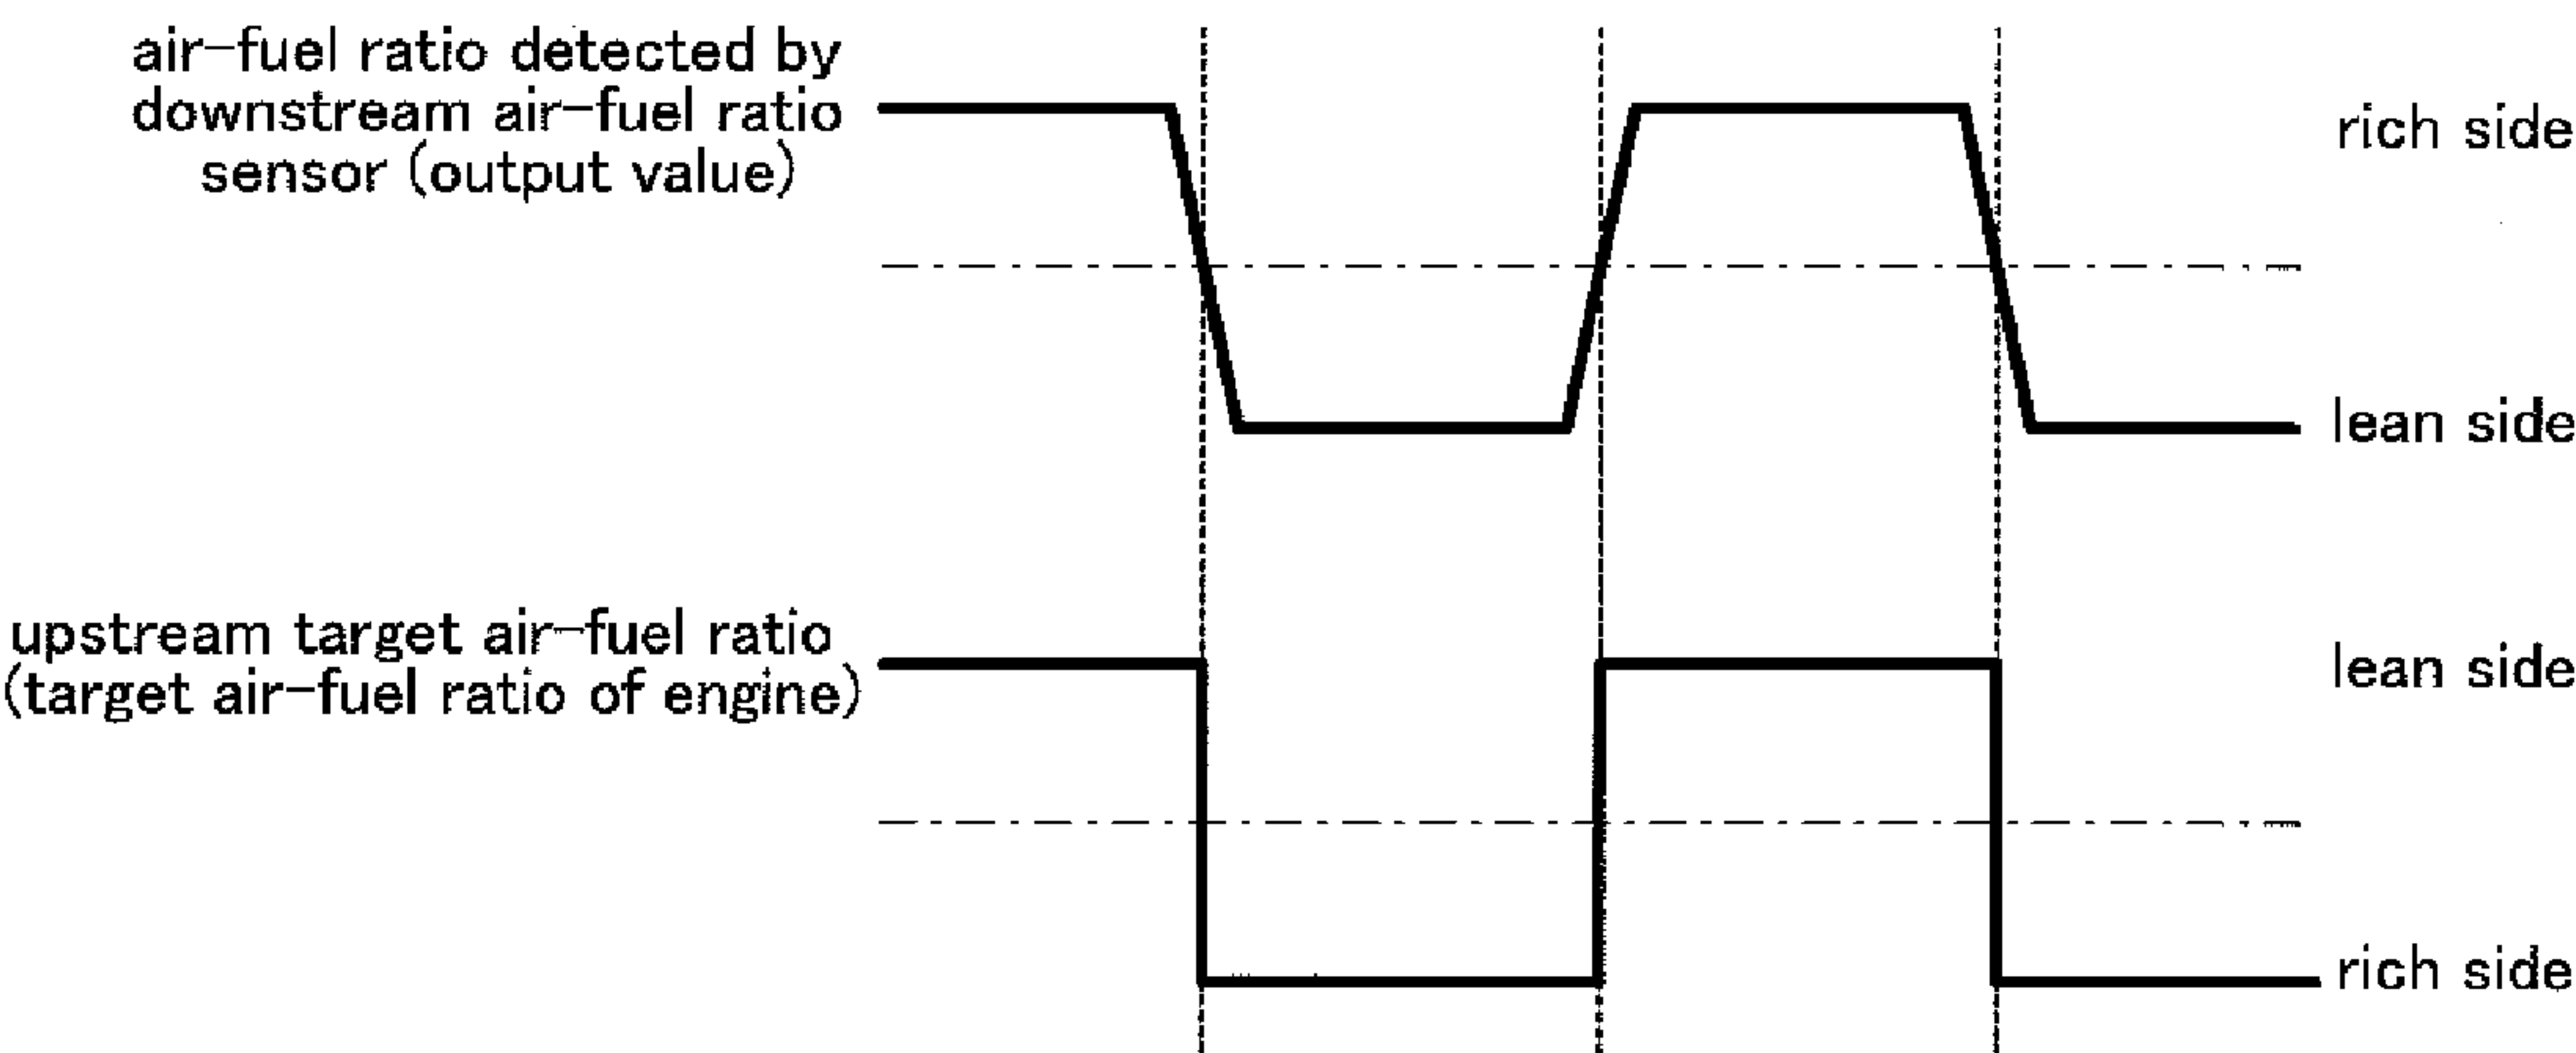 air-fuel ratio detected by
downstream air-fuel ratio
sensor (output value)
rich side
lean side
upstream target air-fuel ratio
(target air-fuel ratio of engine)
lean side
rich side